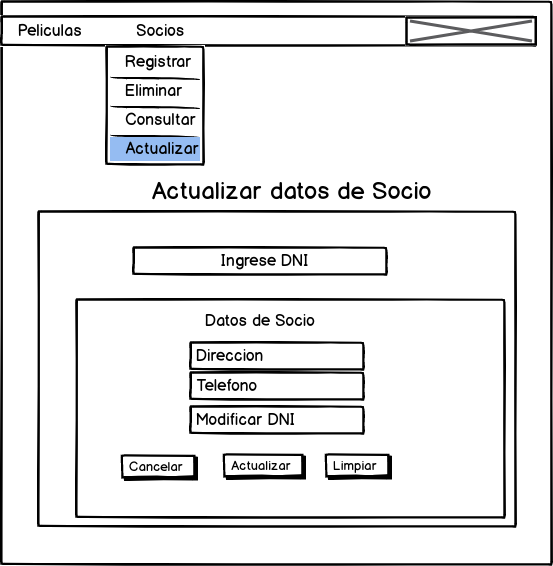 Peliculas Socios
Registrar
Eliminar
Consultar
Actualizar
Actualizar datos de Socio
Ingrese DNI
Datos de Socio
Direccion
Telefono
Modificar DNI
Cancelar Actualizar Limpiar